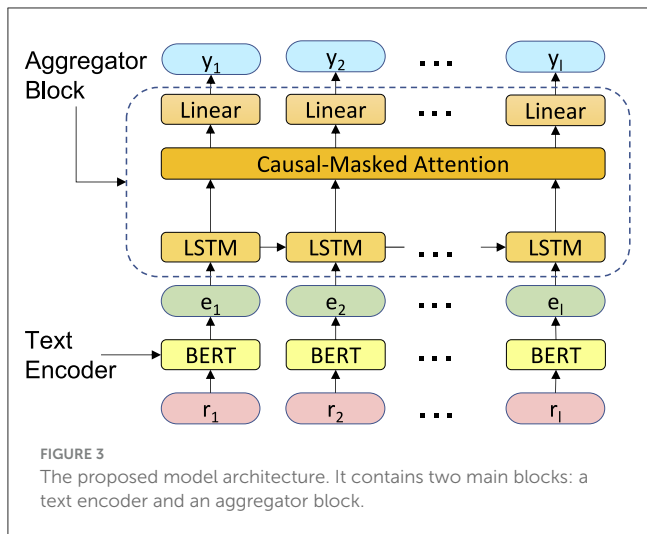 Aggregator
Block
y1 y2 ... yl
Linear Linear ... Linear
Causal-Masked Attention
LSTM LSTM ... LSTM
e1 e2 ... el
Text
Encoder
BERT BERT ... BERT
r1 r2 ... rl
FIGURE 3
The proposed model architecture. It contains two main blocks: a
text encoder and an aggregator block.